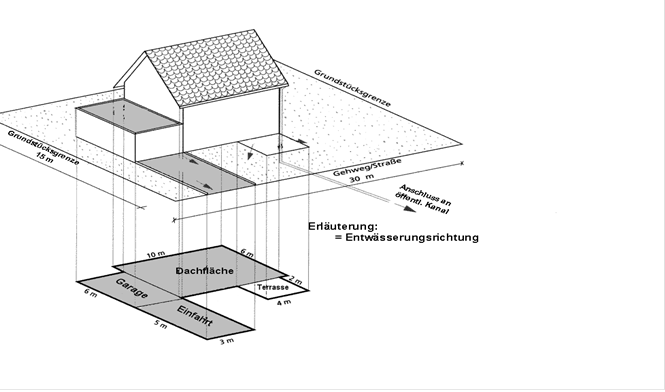 Grundstücksgrenze
Grundstücksgrenze
15 m
Gehweg/Straße
30 m
Anschluss an
öffentl. Kanal
Erläuterung:
= Entwässerungsrichtung
10 m
6 m
Dachfläche
2 m
Terrasse
4 m
Garage
6 m
Einfahrt
5 m
3 m